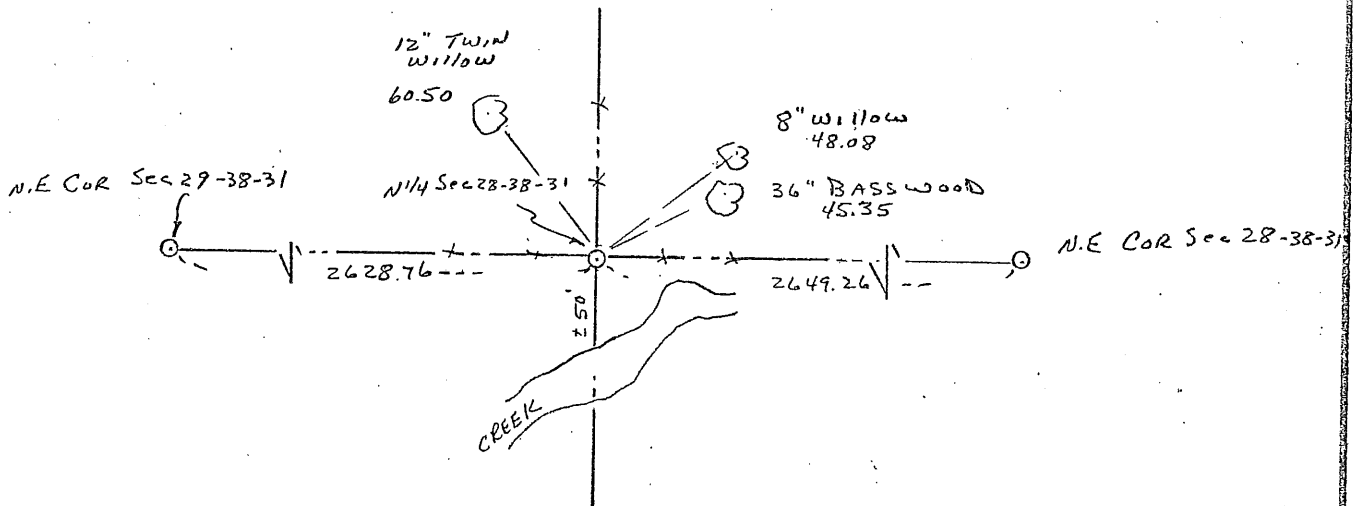 12" TWIN
Willow
60.50
8" willow
48.08
N.E COR Sec 29-38-31
N1/4 Sec 28-38-31
36" BASSWOOD
45.35
N.E COR Sec 28-38-31
2628.76
2649.26
± 50'
CREEK